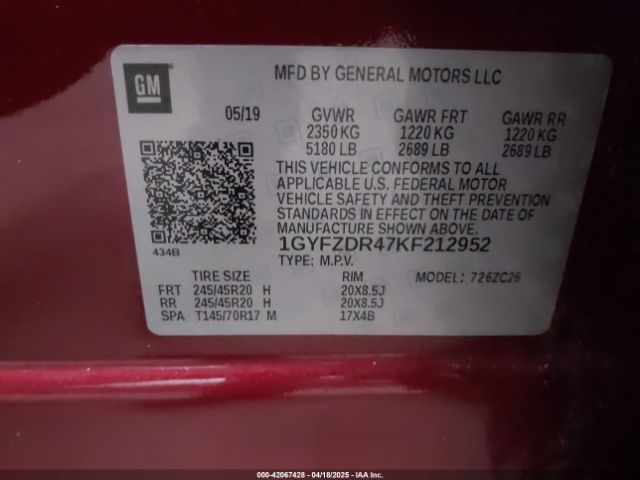 GM
MFD BY GENERAL MOTORS LLC
05/19 GVWR GAWR FRT GAWR RR
2350 KG 1220 KG 1220 KG
5180 LB 2689 LB 2689 LB
THIS VEHICLE CONFORMS TO ALL
APPLICABLE U.S. FEDERAL MOTOR
VEHICLE SAFETY AND THEFT PREVENTION
STANDARDS IN EFFECT ON THE DATE OF
MANUFACTURE SHOWN ABOVE.
434B
1GYFZDR47KF212952
TYPE: M.P.V.
TIRE SIZE RIM MODEL: 726ZC26
FRT 245/45R20 H 20X8.5J
RR 245/45R20 H 20X8.5J
SPA T145/70R17 M 17X4B
000-42067428 - 04/18/2025 - IAA Inc.